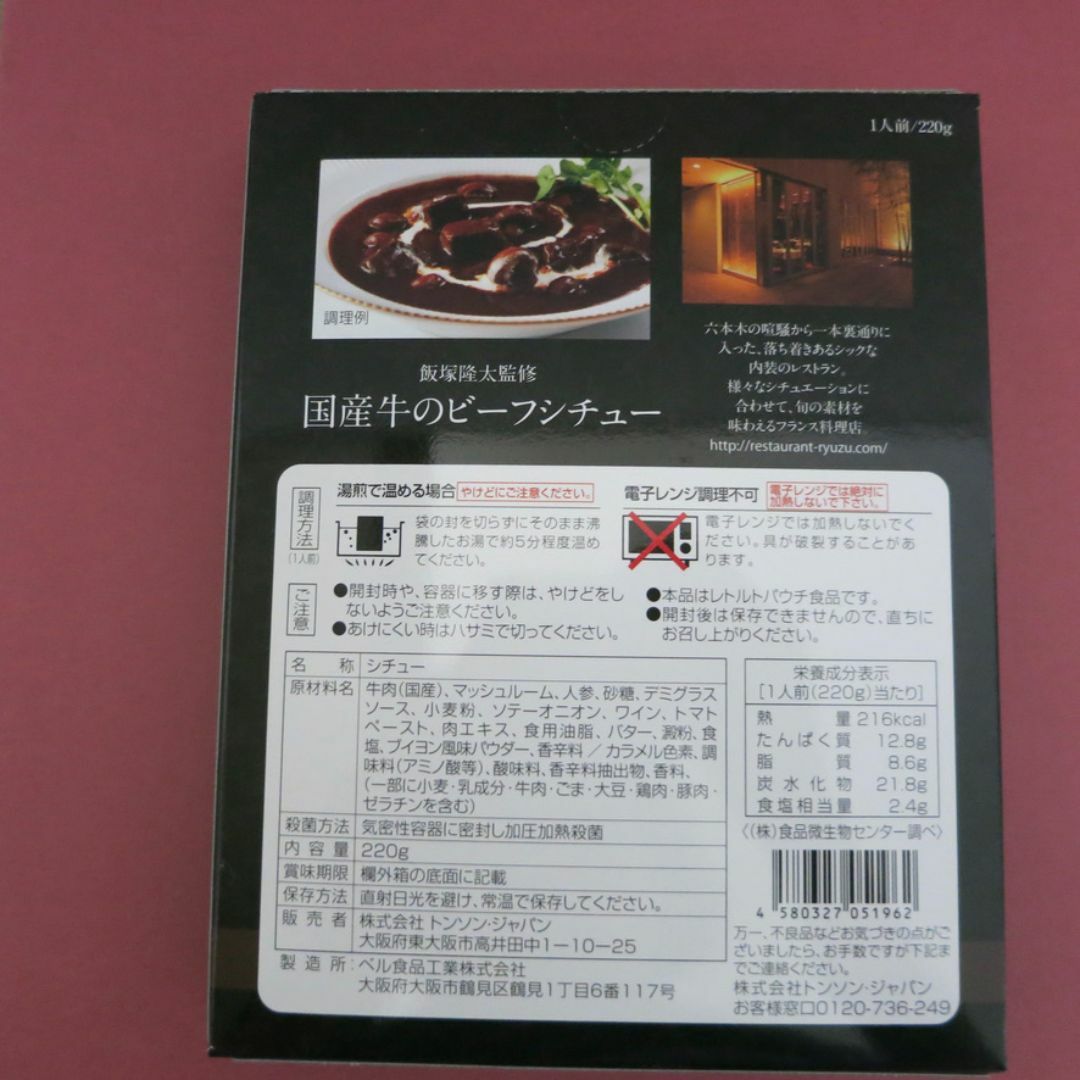 1人前/220g
調理例
六本木の喧騒から一本裏通りに
入った、落ち着きあるシックな
内装のレストラン。
様々なシチュエーションに
合わせて、旬の素材を
味わえるフランス料理店。
http://restaurant-ryuzu.com/
飯塚隆太監修
国産牛のビーフシチュー
調理方法
(1人前)
湯煎で温める場合 やけどにご注意ください。
袋の封を切らずにそのまま沸
騰したお湯で約5分程度温め
てください。
電子レンジ調理不可 電子レンジでは絶対に
加熱しないで下さい。
電子レンジでは加熱しないでく
ださい。具が破裂することがあ
ります。
ご注意
●開封時や、容器に移す際は、やけどをし
ないようご注意ください。
●あけにくい時はハサミで切ってください。
●本品はレトルトパウチ食品です。
●開封後は保存できませんので、直ちに
お召し上がりください。
名称 シチュー
原材料名 牛肉(国産)、マッシュルーム、人参、砂糖、デミグラス
ソース、小麦粉、ソテーオニオン、ワイン、トマト
ペースト、肉エキス、食用油脂、バター、澱粉、食
塩、ブイヨン風味パウダー、香辛料／カラメル色素、調
味料(アミノ酸等)、酸味料、香辛料抽出物、香料、
(一部に小麦・乳成分・牛肉・ごま・大豆・鶏肉・豚肉・
ゼラチンを含む)
殺菌方法 気密性容器に密封し加圧加熱殺菌
内容量 220g
賞味期限 欄外箱の底面に記載
保存方法 直射日光を避け、常温で保存してください。
販売者 株式会社 トンソン・ジャパン
大阪府東大阪市高井田中1-10-25
製造所：ベル食品工業株式会社
大阪府大阪市鶴見区鶴見1丁目6番117号
栄養成分表示
[1人前(220g)当たり]
熱量 216kcal
たんぱく質 12.8g
脂質 8.6g
炭水化物 21.8g
食塩相当量 2.4g
〈(株)食品微生物センター調べ〉
4 580327 051962
万一、不良品などお気づきの点がご
ざいましたら、お手数ですが下記ま
でご連絡ください。
株式会社トンソン・ジャパン
お客様窓口0120-736-249